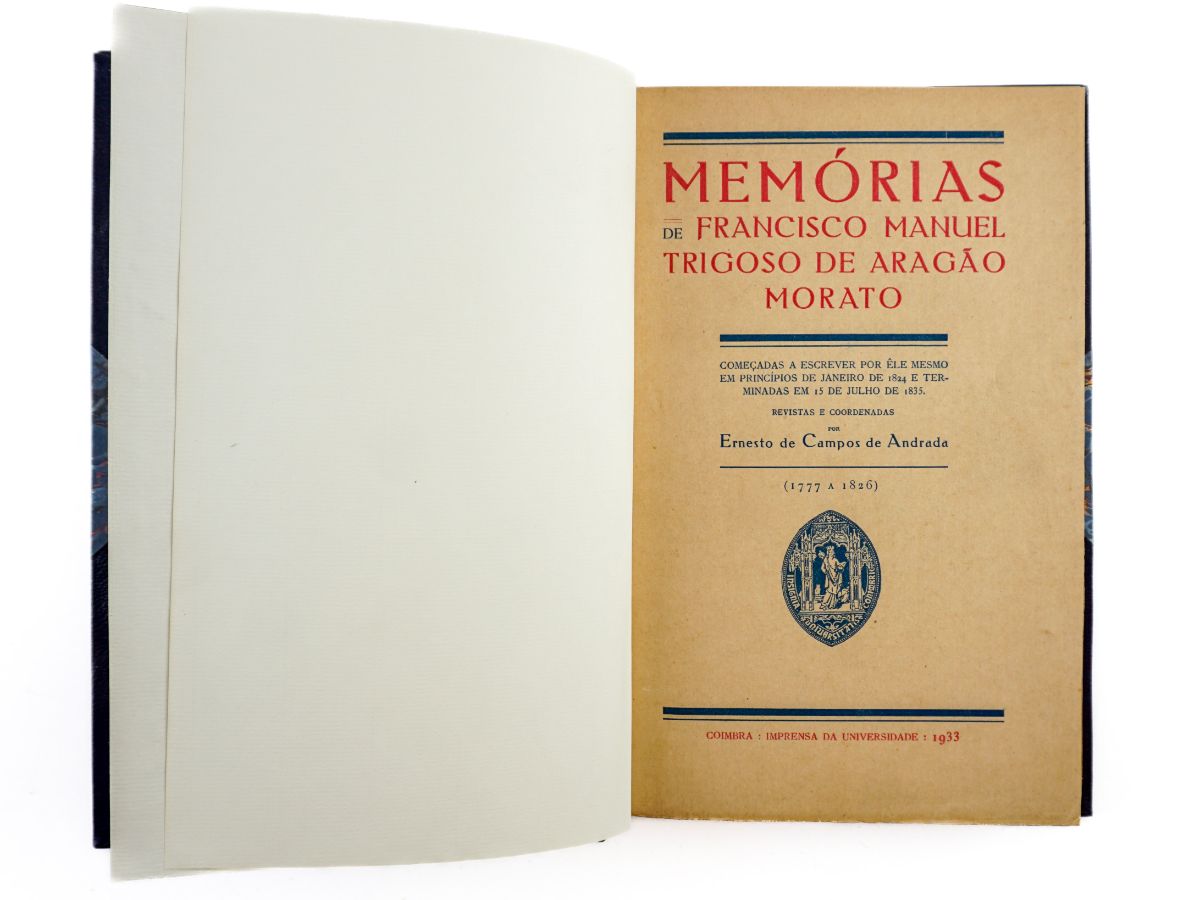 MEMÓRIAS
DE FRANCISCO MANUEL
TRIGOSO DE ARAGÃO
MORATO
COMEÇADAS A ESCREVER POR ÊLE MESMO
EM PRINCÍPIOS DE JANEIRO DE 1824 E TER-
MINADAS EM 15 DE JULHO DE 1835.
REVISTAS E COORDENADAS
POR
Ernesto de Campos de Andrada
(1777 A 1826)
INSIGNIA
VNIVERSITATIS
COIMBRA : IMPRENSA DA UNIVERSIDADE : 1933